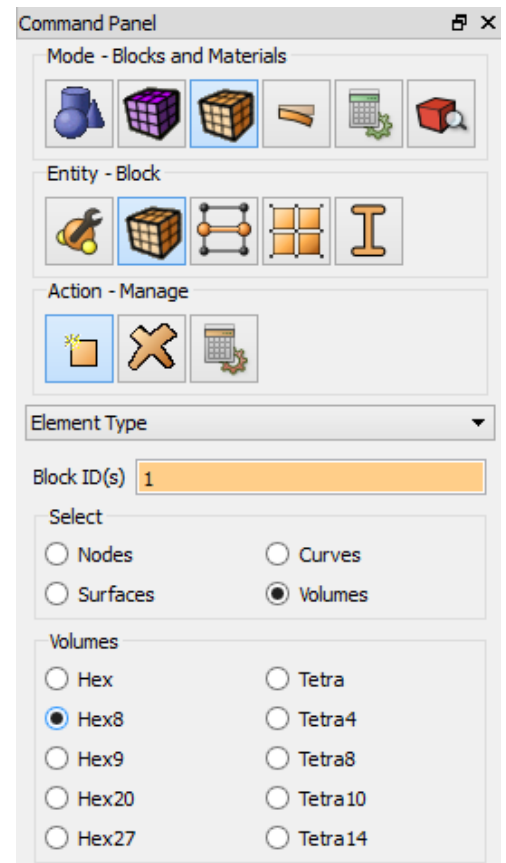 Command Panel
Mode - Blocks and Materials
Entity - Block
Action - Manage
Element Type
Block ID(s) 1
Select
Nodes Curves
Surfaces Volumes
Volumes
Hex Tetra
Hex8 Tetra4
Hex9 Tetra8
Hex20 Tetra10
Hex27 Tetra14